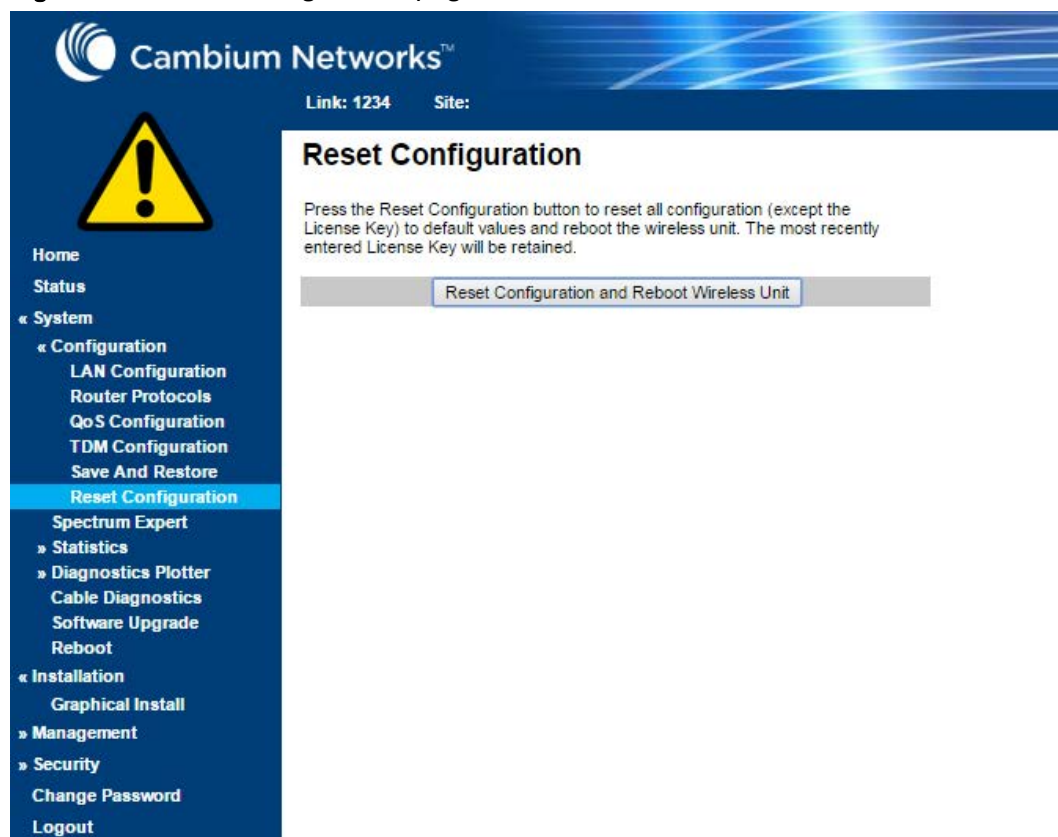 Cambium Networks™
Link: 1234 Site:
Reset Configuration
Press the Reset Configuration button to reset all configuration (except the
License Key) to default values and reboot the wireless unit. The most recently
entered License Key will be retained.
Reset Configuration and Reboot Wireless Unit
Home
Status
« System
« Configuration
LAN Configuration
Router Protocols
QoS Configuration
TDM Configuration
Save And Restore
Reset Configuration
Spectrum Expert
» Statistics
» Diagnostics Plotter
Cable Diagnostics
Software Upgrade
Reboot
« Installation
Graphical Install
» Management
» Security
Change Password
Logout